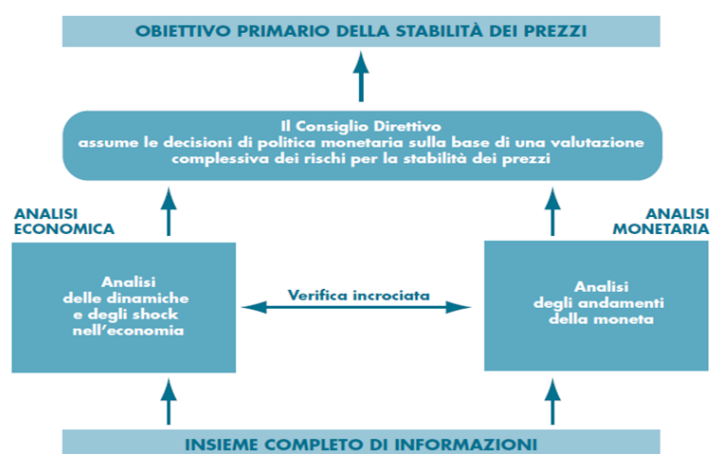 OBIETTIVO PRIMARIO DELLA STABILITÀ DEI PREZZI
Il Consiglio Direttivo
assume le decisioni di politica monetaria sulla base di una valutazione
complessiva dei rischi per la stabilità dei prezzi
ANALISI
ECONOMICA
ANALISI
MONETARIA
Analisi
delle dinamiche
e degli shock
nell'economia
Verifica incrociata
Analisi
degli andamenti
della moneta
INSIEME COMPLETO DI INFORMAZIONI